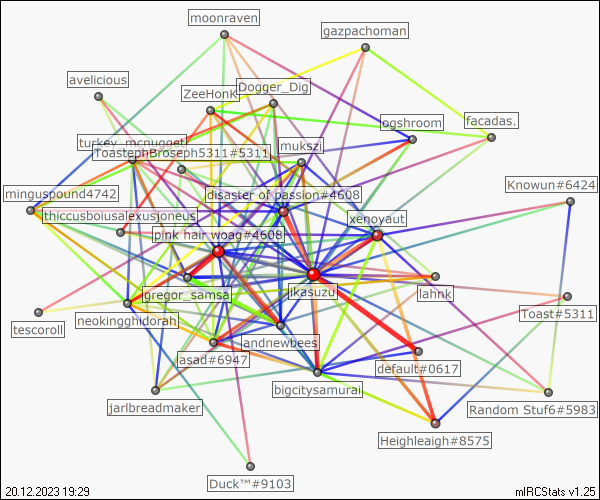 moonraven
gazpachoman
avelicious
ZeeHonK
Dogger_Dig
ogshroom
facadas.
turkey_mcnugget
mukszi
ToastephBroseph5311#5311
minguspound4742
disaster of passion#4608
Knowun#6424
thiccusboiusalexusjoneus
xenoyaut
pink hair woag#4608
gregor_samsa
jkasuzu
lahnk
Toast#5311
tescoroll
neokingghidorah
andnewbees
asad#6947
default#0617
bigcitysamurai
jarlbreadmaker
Random Stuf6#5983
Heighleaigh#8575
Duck™#9103
20.12.2023 19:29
mIRCStats v1.25